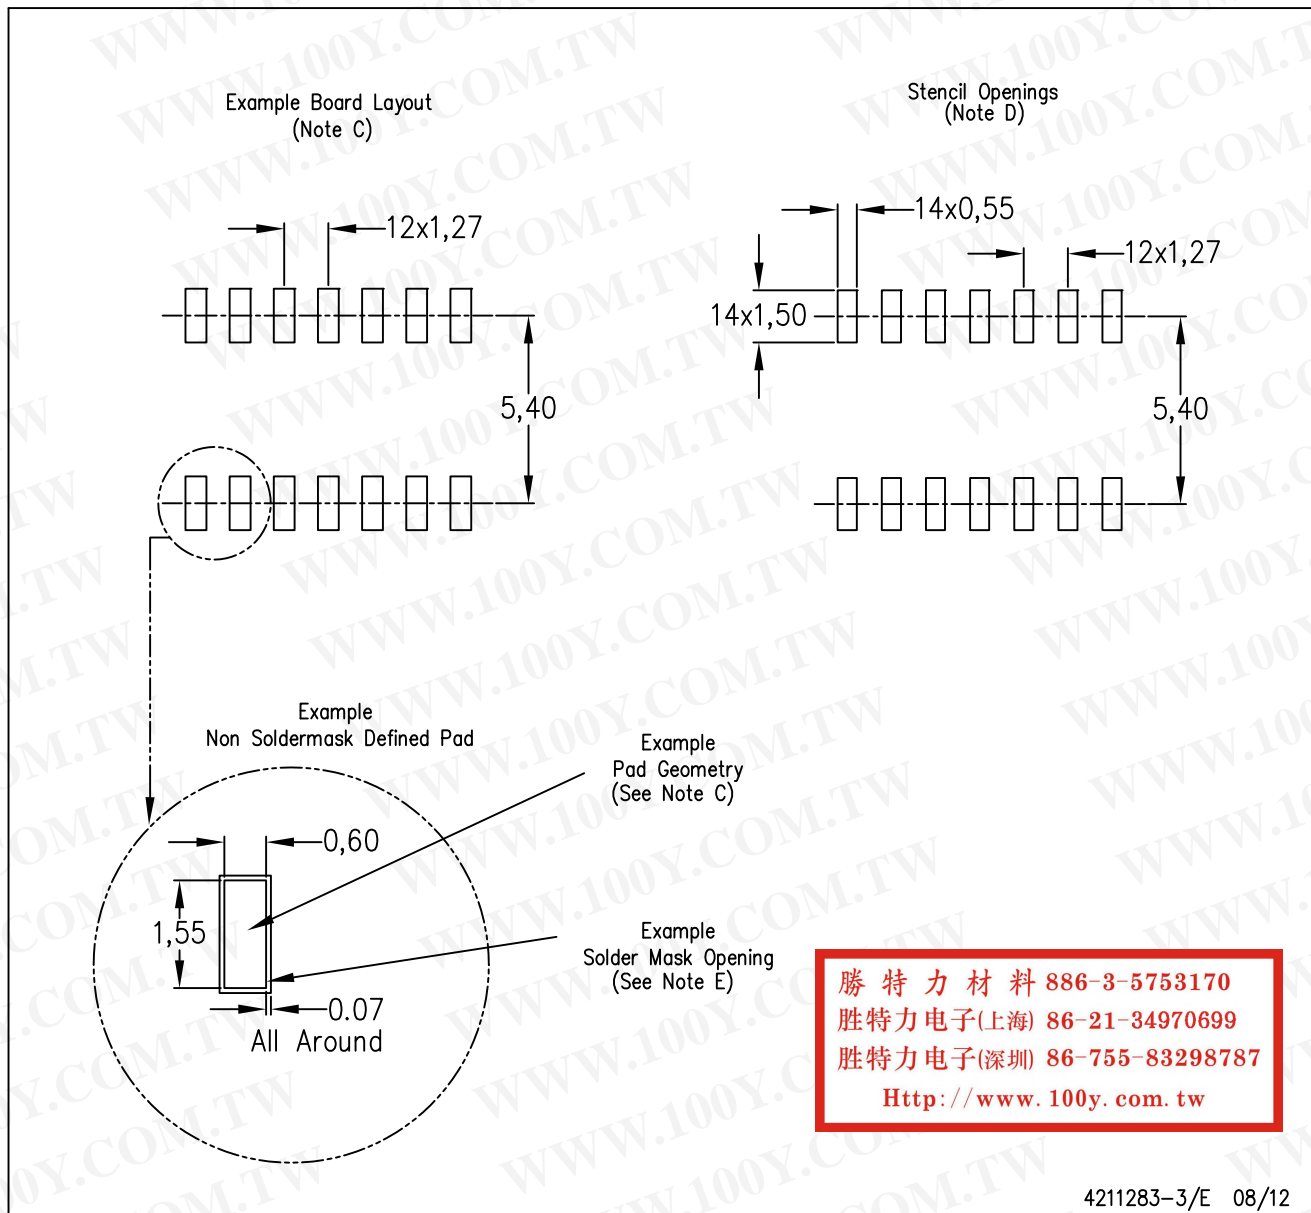 Example Board Layout
(Note C)
Stencil Openings
(Note D)
12x1,27
14x0,55
12x1,27
14x1,50
5,40
5,40
Example
Non Soldermask Defined Pad
Example
Pad Geometry
(See Note C)
0,60
1,55
Example
Solder Mask Opening
(See Note E)
0.07
All Around
勝 特 力 材 料 886-3-5753170
胜特力电子(上海) 86-21-34970699
胜特力电子(深圳) 86-755-83298787
Http://www.100y.com.tw
4211283-3/E 08/12
WWW.100Y.COM.TW